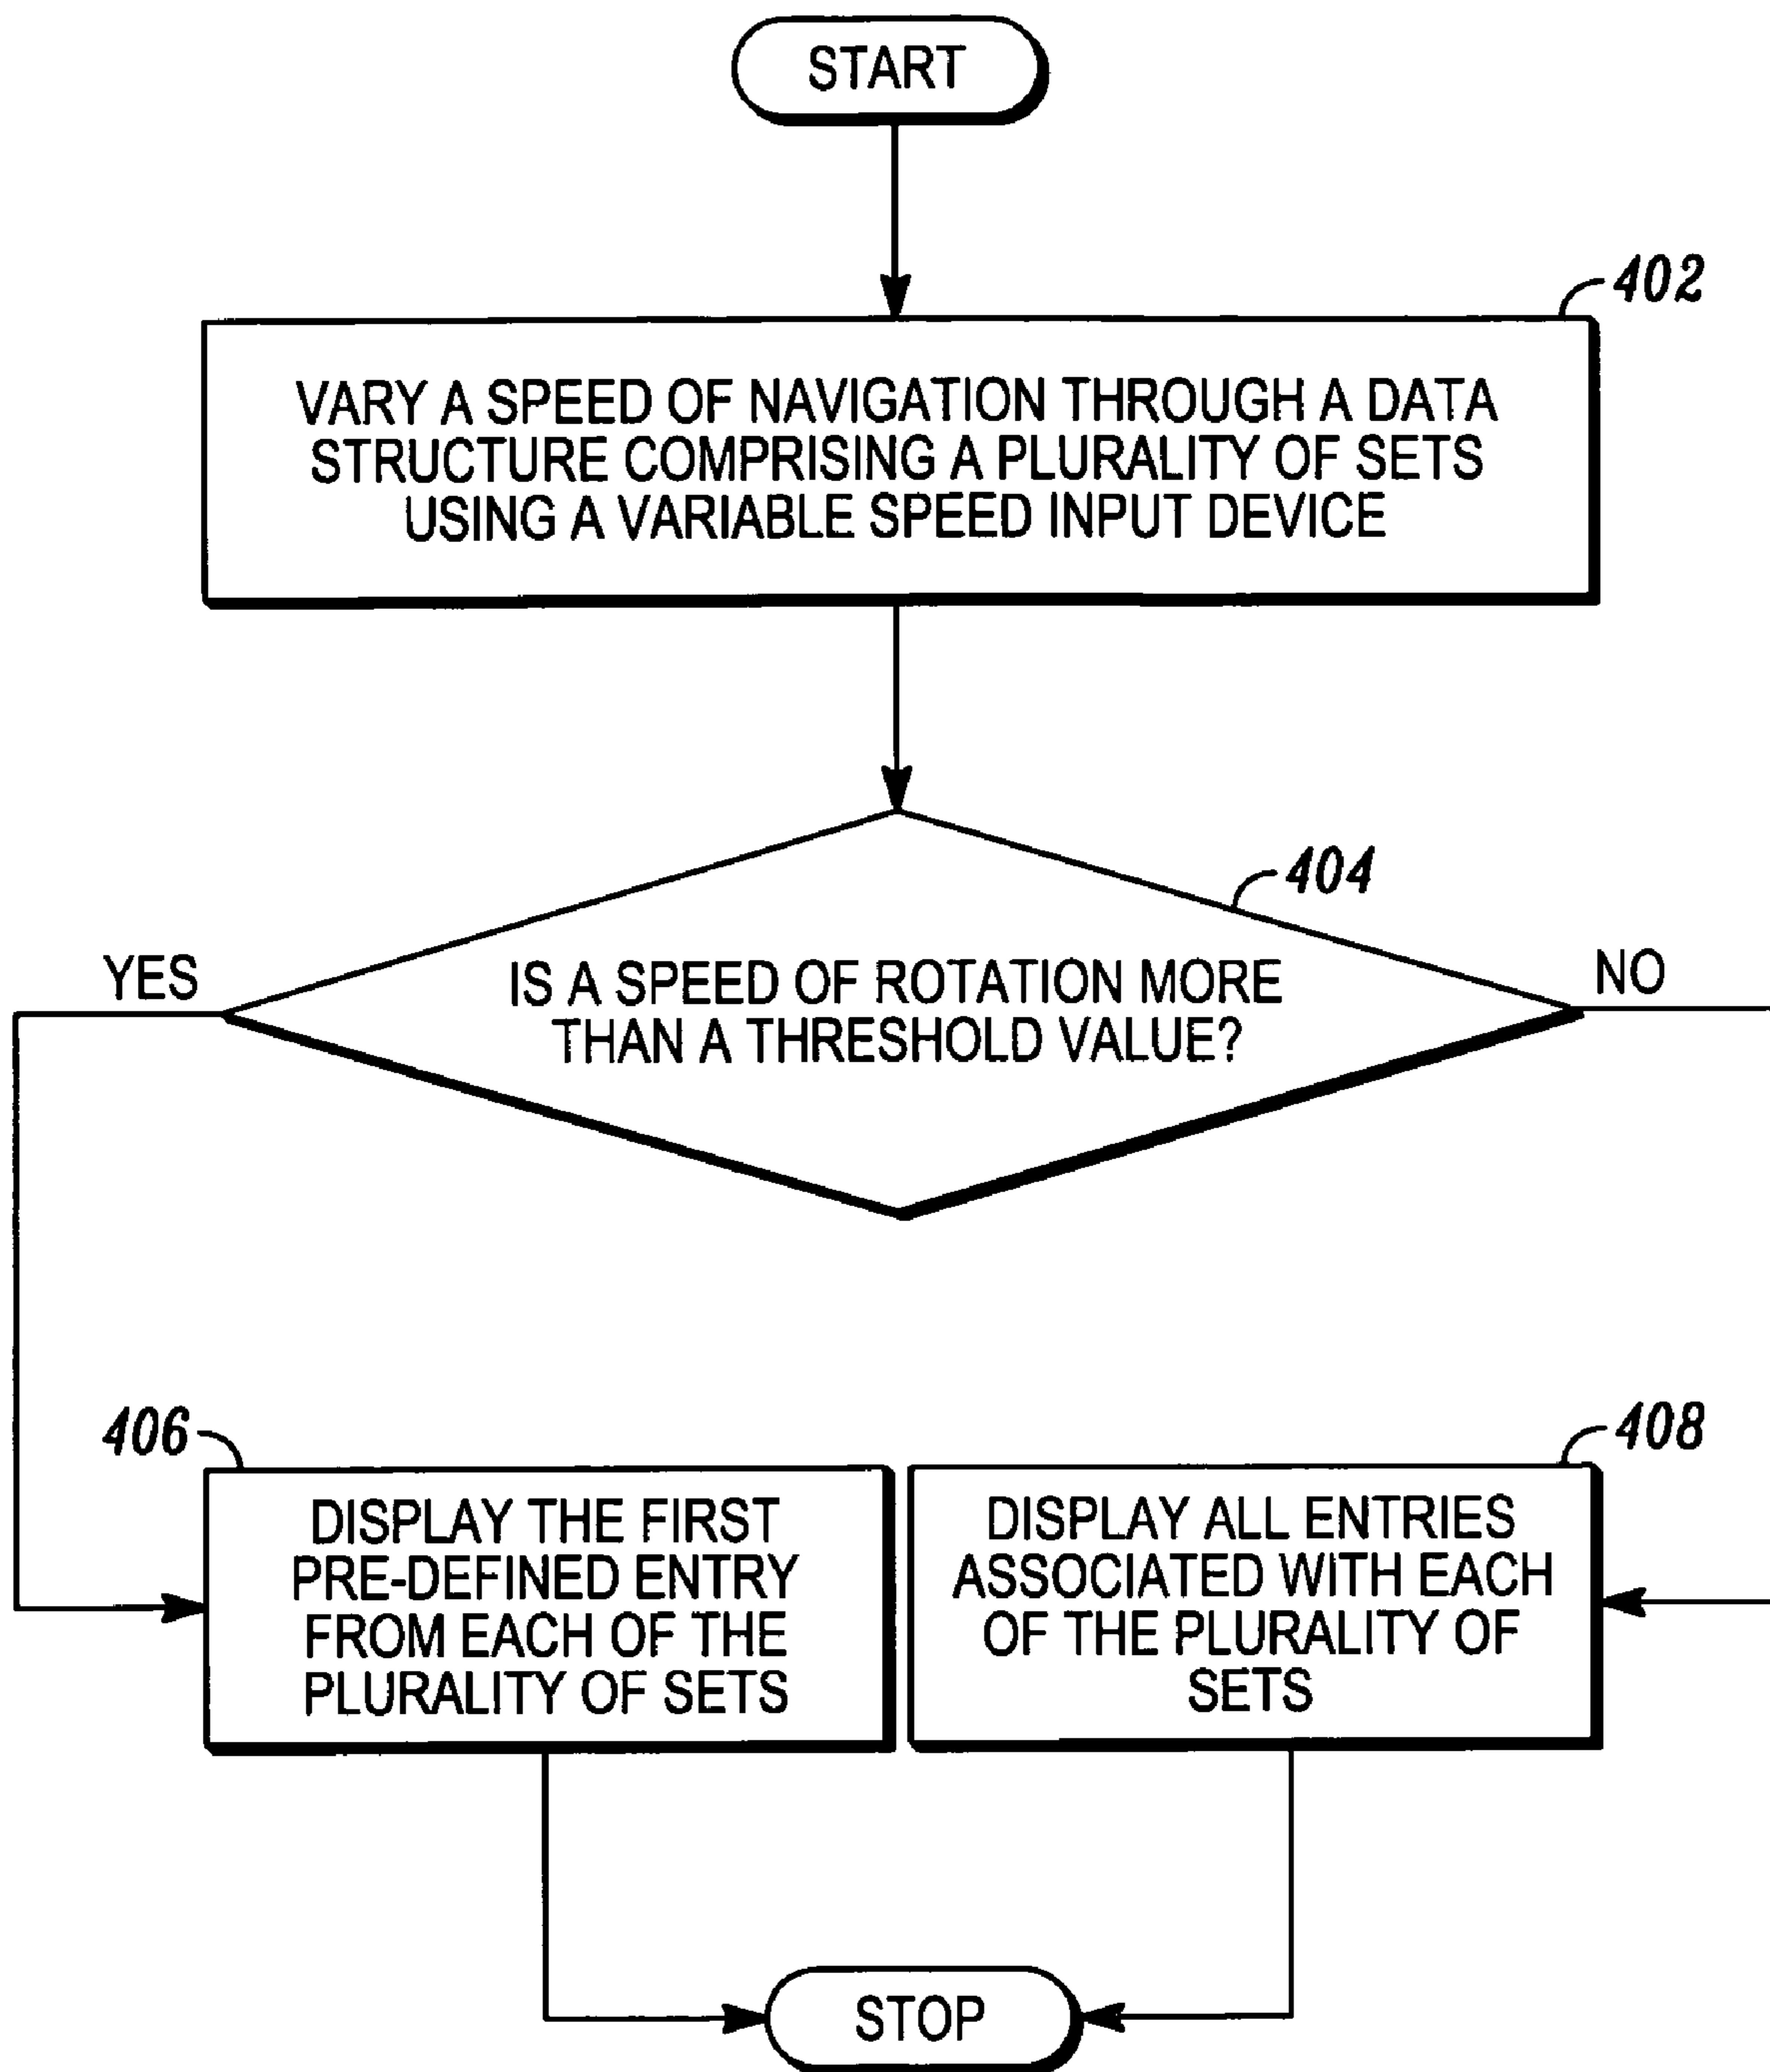 START
402
VARY A SPEED OF NAVIGATION THROUGH A DATA
STRUCTURE COMPRISING A PLURALITY OF SETS
USING A VARIABLE SPEED INPUT DEVICE
404
YES
IS A SPEED OF ROTATION MORE
THAN A THRESHOLD VALUE?
NO
406
DISPLAY THE FIRST
PRE-DEFINED ENTRY
FROM EACH OF THE
PLURALITY OF SETS
408
DISPLAY ALL ENTRIES
ASSOCIATED WITH EACH
OF THE PLURALITY OF
SETS
STOP